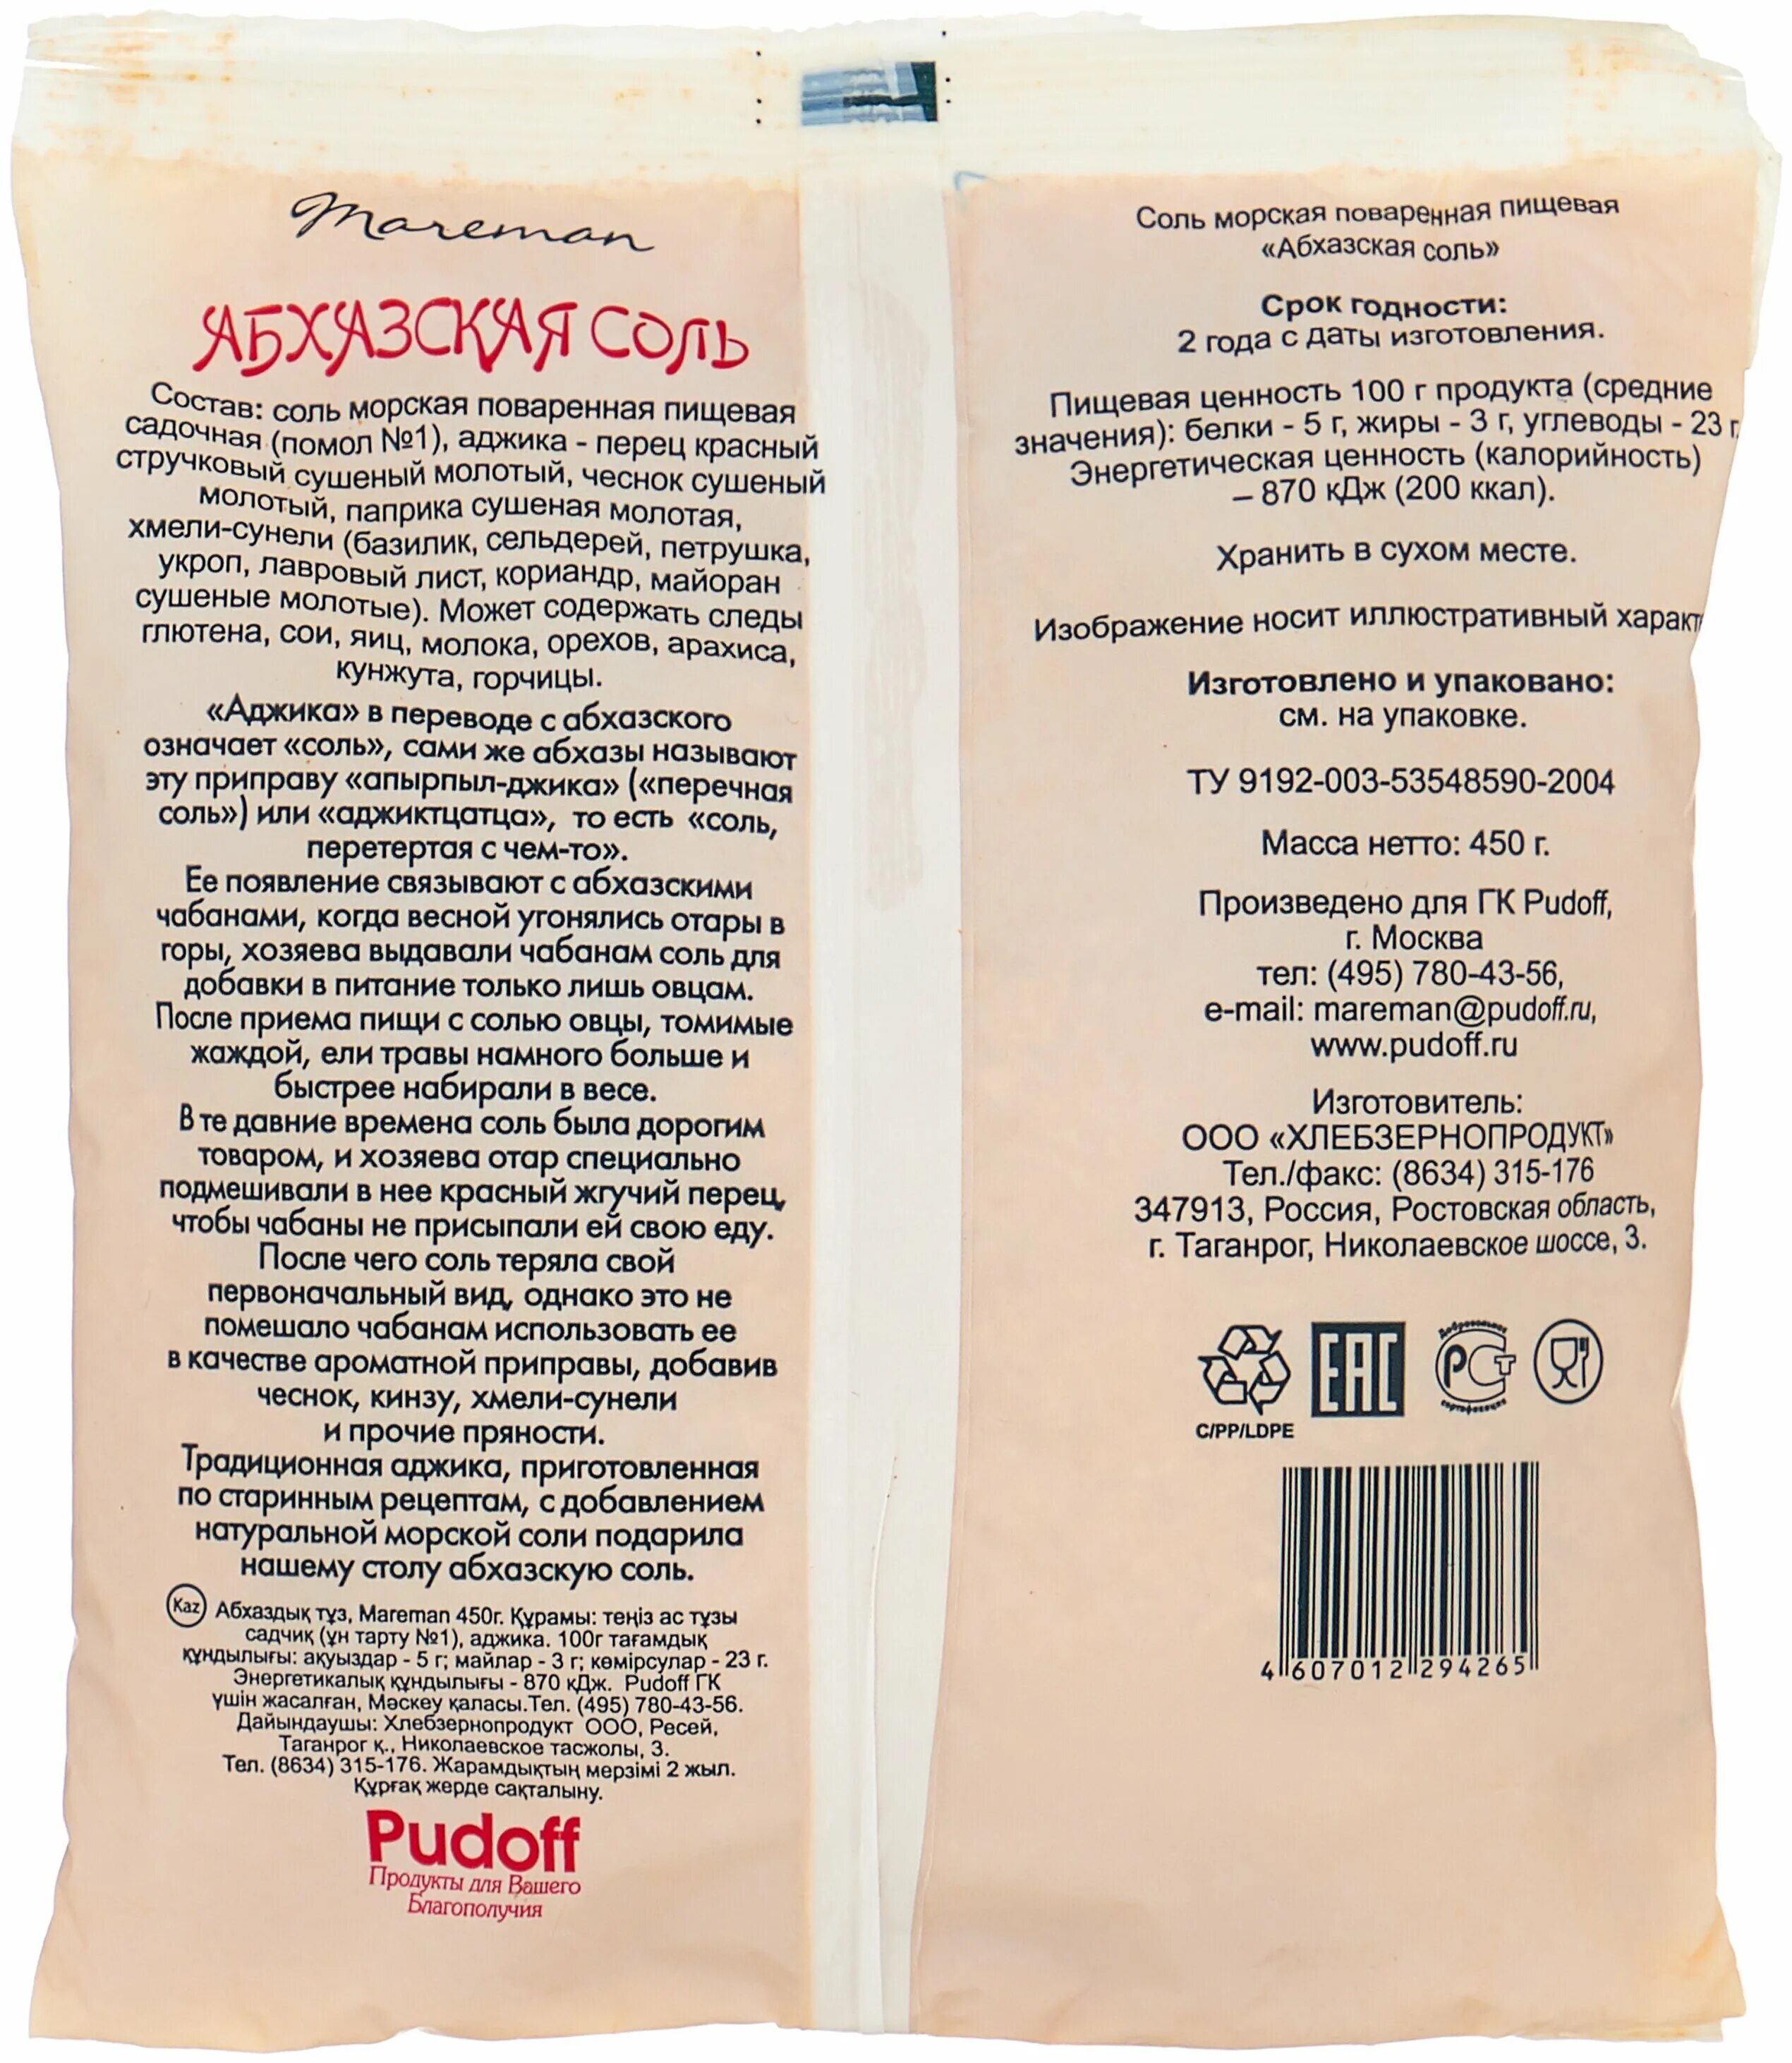 Mareman
АБХАЗСКАЯ СОЛЬ
Состав: соль морская поваренная пищевая
садочная (помол №1), аджика - перец красный
стручковый сушеный молотый, чеснок сушеный
молотый, паприка сушеная молотая,
хмели-сунели (базилик, сельдерей, петрушка,
укроп, лавровый лист, кориандр, майоран
сушеные молотые). Может содержать следы
глютена, сои, яиц, молока, орехов, арахиса,
кунжута, горчицы.
«Аджика» в переводе с абхазского
означает «соль», сами же абхазы называют
эту приправу «апырпыл-джика» («перечная
соль») или «аджиктцатца», то есть «соль,
перетертая с чем-то».
Ее появление связывают с абхазскими
чабанами, когда весной угонялись отары в
горы, хозяева выдавали чабанам соль для
добавки в питание только лишь овцам.
После приема пищи с солью овцы, томимые
жаждой, ели травы намного больше и
быстрее набирали в весе.
В те давние времена соль была дорогим
товаром, и хозяева отар специально
подмешивали в нее красный жгучий перец,
чтобы чабаны не присыпали ей свою еду.
После чего соль теряла свой
первоначальный вид, однако это не
помешало чабанам использовать ее
в качестве ароматной приправы, добавив
чеснок, кинзу, хмели-сунели
и прочие пряности.
Традиционная аджика, приготовленная
по старинным рецептам, с добавлением
натуральной морской соли подарила
нашему столу абхазскую соль.
Kaz Абхаздық тұз, Mareman 450г. Құрамы: теңіз ас тұзы
садчик (ұн тарту №1), аджика. 100г тағамдық
құндылығы: ақуыздар - 5 г; майлар - 3 г; көмірсулар - 23 г.
Энергетикалық құндылығы - 870 кДж. Pudoff ГК
үшін жасалған, Мәскеу қаласы.Тел. (495) 780-43-56.
Дайындаушы: Хлебзернопродукт ООО, Ресей,
Таганрог қ., Николаевское тасжолы, 3.
Тел. (8634) 315-176. Жарамдықтың мерзімі 2 жыл.
Құрғақ жерде сақталыну.
Pudoff
Продукты для Вашего
Благополучия
Соль морская поваренная пищевая
«Абхазская соль»
Срок годности:
2 года с даты изготовления.
Пищевая ценность 100 г продукта (средние
значения): белки - 5 г, жиры - 3 г, углеводы - 23 г.
Энергетическая ценность (калорийность)
– 870 кДж (200 ккал).
Хранить в сухом месте.
Изображение носит иллюстративный характ
Изготовлено и упаковано:
см. на упаковке.
ТУ 9192-003-53548590-2004
Масса нетто: 450 г.
Произведено для ГК Pudoff,
г. Москва
тел: (495) 780-43-56,
e-mail: mareman@pudoff.ru,
www.pudoff.ru
Изготовитель:
ООО «ХЛЕБЗЕРНОПРОДУКТ»
Тел./факс: (8634) 315-176
347913, Россия, Ростовская область,
г. Таганрог, Николаевское шоссе, 3.
Добровольная
EAC РСТ
сертификация
C/PP/LDPE
4 607012 294265